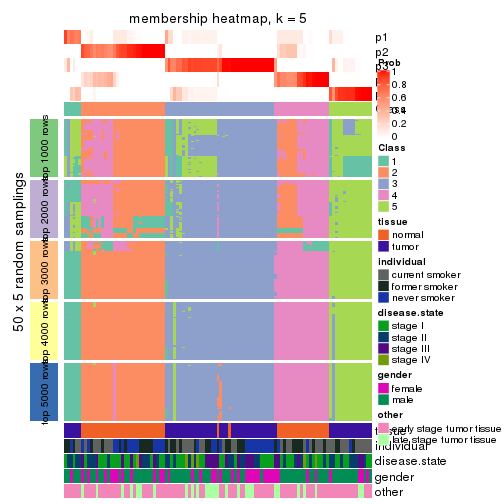 membership heatmap, k = 5
p1
p2
Prob
1
0.8
0.6
0.4
0.2
0
Class
1
2
3
4
5
tissue
normal
tumor
individual
current smoker
former smoker
never smoker
disease.state
stage I
stage II
stage III
stage IV
gender
female
male
other
early stage tumor tissue
late stage tumor tissue
50 x 5 random samplings
top 1000 rows
top 2000 rows
top 3000 rows
top 4000 rows
top 5000 rows
individual
disease.state
gender
other